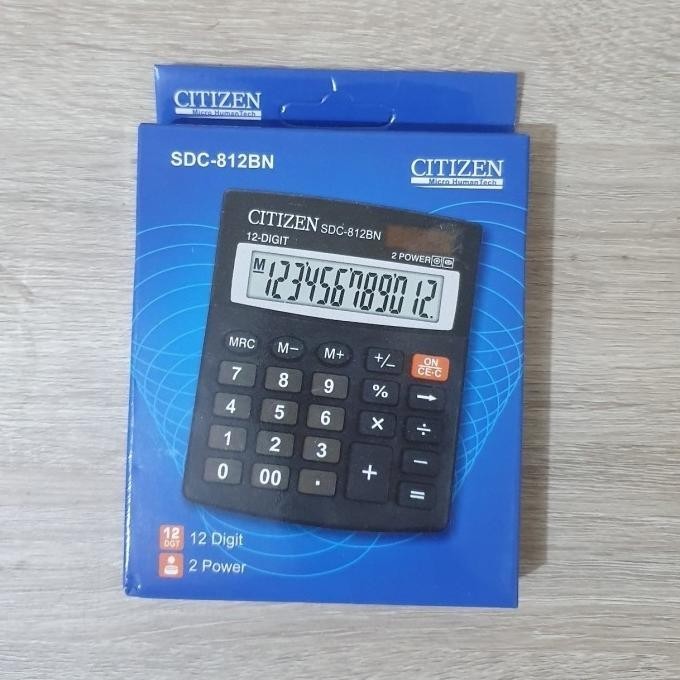 CITIZEN
Micro HumanTech
SDC-812BN
CITIZEN
Micro HumanTech
CITIZEN SDC-812BN
12-DIGIT
2 POWER
M
123456789012.
MRC M− M+ +/− ON
CE·C
7 8 9 % →
4 5 6 × ÷
1 2 3 + −
0 00 . =
12
DGT
12 Digit
2 Power